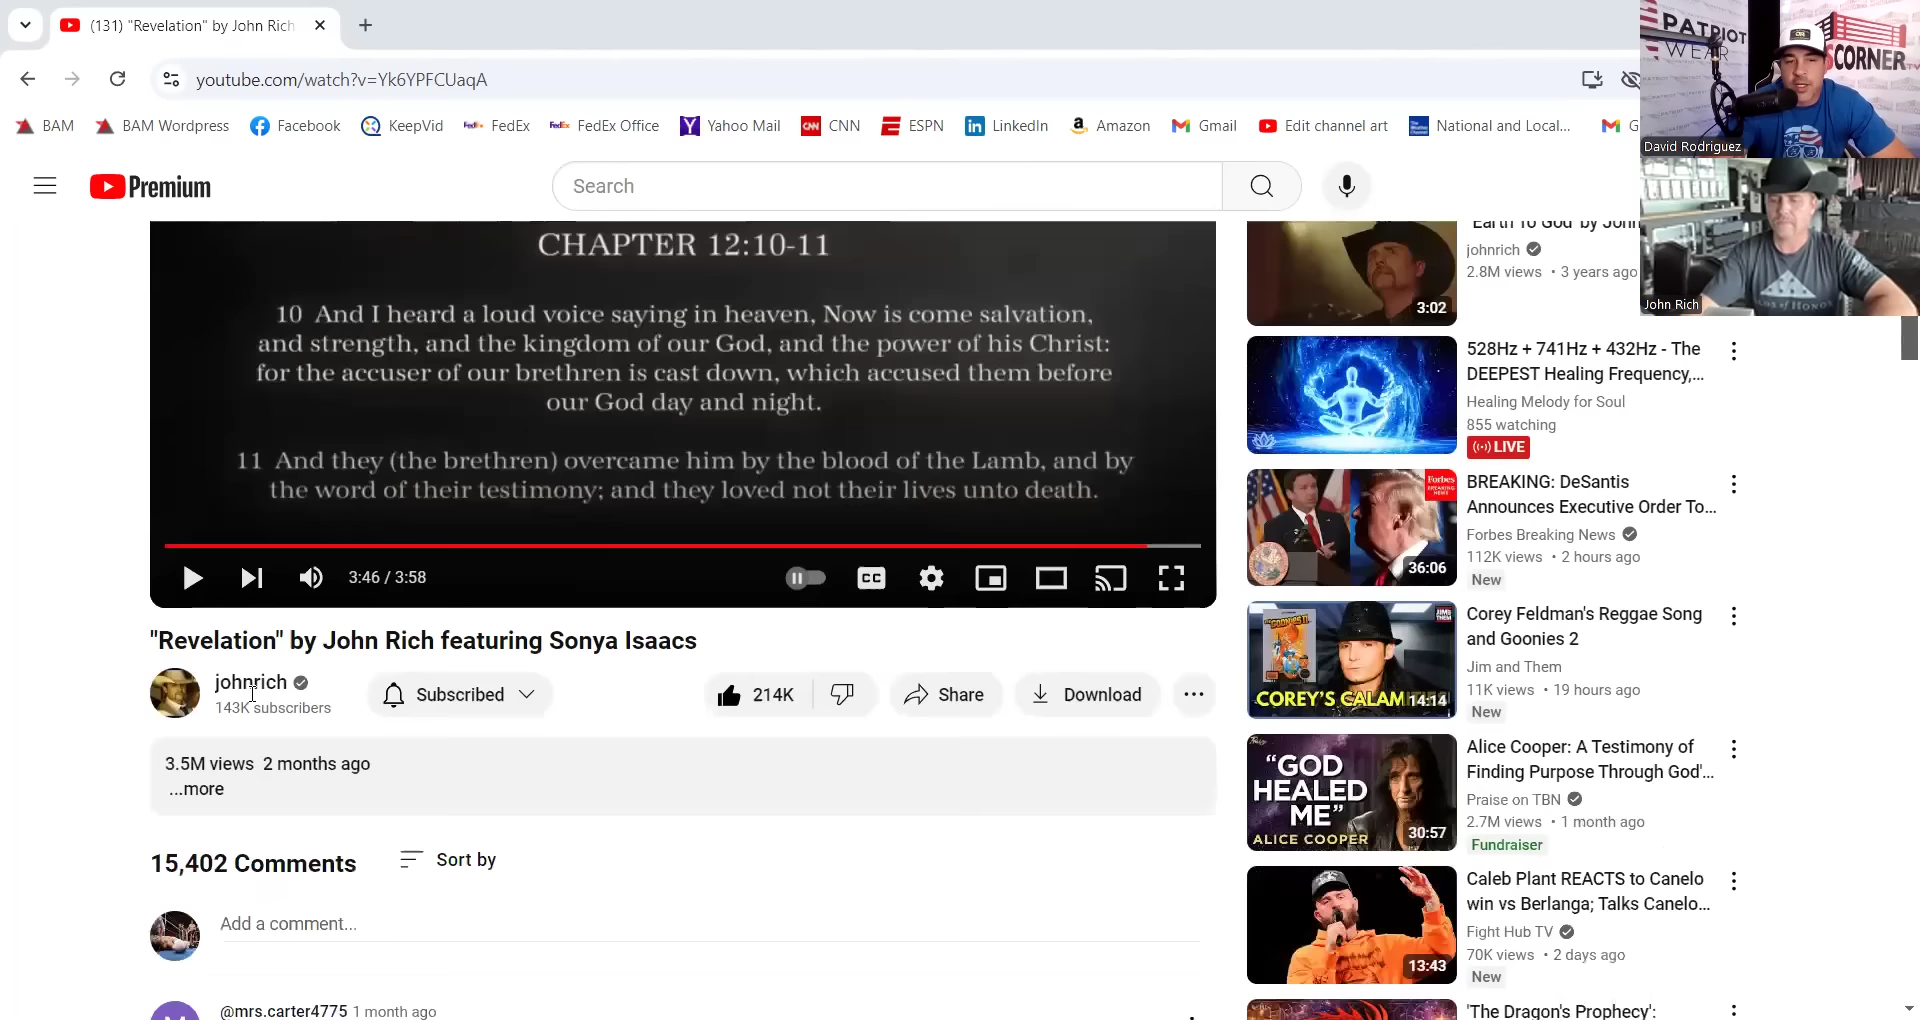 (131) "Revelation" by John Rich
youtube.com/watch?v=Yk6YPFCUaqA
BAM
BAM Wordpress
Facebook
KeepVid
FedEx
FedEx Office
Yahoo Mail
CNN
ESPN
LinkedIn
Amazon
Gmail
Edit channel art
National and Local...
G
PATRIOT
WEAR
CORNER
David Rodriguez
John Rich
Premium
Search
CHAPTER 12:10-11
10 And I heard a loud voice saying in heaven, Now is come salvation,
and strength, and the kingdom of our God, and the power of his Christ:
for the accuser of our brethren is cast down, which accused them before
our God day and night.
11 And they (the brethren) overcame him by the blood of the Lamb, and by
the word of their testimony; and they loved not their lives unto death.
3:46 / 3:58
CC
"Revelation" by John Rich featuring Sonya Isaacs
johnrich
143K subscribers
Subscribed
214K
Share
Download
3.5M views 2 months ago
...more
15,402 Comments
Sort by
Add a comment...
@mrs.carter4775 1 month ago
"Earth To God" by John
johnrich
2.8M views • 3 years ago
3:02
528Hz + 741Hz + 432Hz - The
DEEPEST Healing Frequency,...
Healing Melody for Soul
855 watching
LIVE
BREAKING: DeSantis
Announces Executive Order To...
Forbes Breaking News
112K views • 2 hours ago
New
Forbes
BREAKING
NEWS
36:06
Corey Feldman's Reggae Song
and Goonies 2
Jim and Them
11K views • 19 hours ago
New
COREY'S CALAM
14:14
Alice Cooper: A Testimony of
Finding Purpose Through God'...
Praise on TBN
2.7M views • 1 month ago
Fundraiser
"GOD
HEALED
ME"
ALICE COOPER
30:57
Caleb Plant REACTS to Canelo
win vs Berlanga; Talks Canelo...
Fight Hub TV
70K views • 2 days ago
New
13:43
'The Dragon's Prophecy':